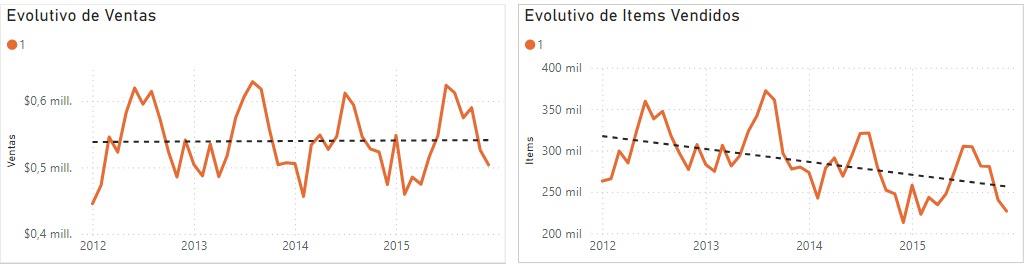 Evolutivo de Ventas
1
Ventas
$0,6 mill.
$0,5 mill.
$0,4 mill.
2012
2013
2014
2015
Evolutivo de Items Vendidos
1
Items
400 mil
350 mil
300 mil
250 mil
200 mil
2012
2013
2014
2015